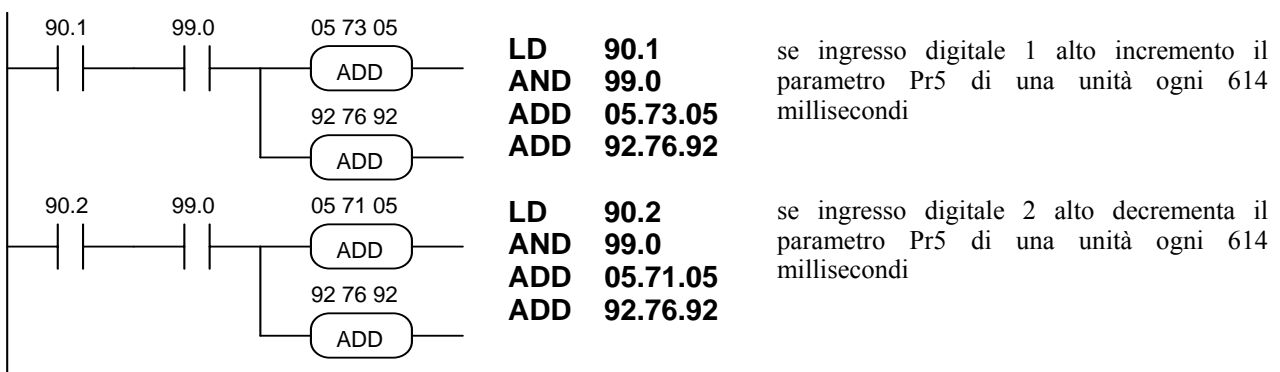 90.1 99.0 05 73 05
ADD
92 76 92
ADD
LD 90.1
AND 99.0
ADD 05.73.05
ADD 92.76.92
se ingresso digitale 1 alto incremento il
parametro Pr5 di una unità ogni 614
millisecondi
90.2 99.0 05 71 05
ADD
92 76 92
ADD
LD 90.2
AND 99.0
ADD 05.71.05
ADD 92.76.92
se ingresso digitale 2 alto decrementa il
parametro Pr5 di una unità ogni 614
millisecondi